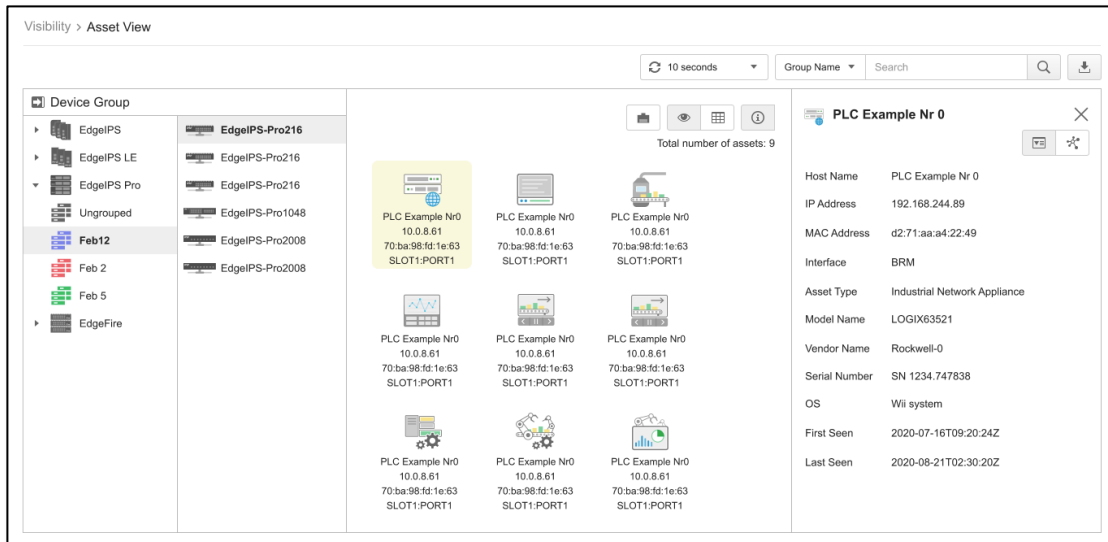 Visibility > Asset View
10 seconds
Group Name
Search
Device Group
EdgeIPS
EdgeIPS LE
EdgeIPS Pro
Ungrouped
Feb12
Feb 2
Feb 5
EdgeFire
EdgeIPS-Pro216
EdgeIPS-Pro216
EdgeIPS-Pro216
EdgeIPS-Pro1048
EdgeIPS-Pro2008
EdgeIPS-Pro2008
Total number of assets: 9
PLC Example Nr0
10.0.8.61
70:ba:98:fd:1e:63
SLOT1:PORT1
PLC Example Nr0
10.0.8.61
70:ba:98:fd:1e:63
SLOT1:PORT1
PLC Example Nr0
10.0.8.61
70:ba:98:fd:1e:63
SLOT1:PORT1
PLC Example Nr0
10.0.8.61
70:ba:98:fd:1e:63
SLOT1:PORT1
PLC Example Nr0
10.0.8.61
70:ba:98:fd:1e:63
SLOT1:PORT1
PLC Example Nr0
10.0.8.61
70:ba:98:fd:1e:63
SLOT1:PORT1
PLC Example Nr0
10.0.8.61
70:ba:98:fd:1e:63
SLOT1:PORT1
PLC Example Nr0
10.0.8.61
70:ba:98:fd:1e:63
SLOT1:PORT1
PLC Example Nr0
10.0.8.61
70:ba:98:fd:1e:63
SLOT1:PORT1
PLC Example Nr 0
Host Name PLC Example Nr 0
IP Address 192.168.244.89
MAC Address d2:71:aa:a4:22:49
Interface BRM
Asset Type Industrial Network Appliance
Model Name LOGIX63521
Vendor Name Rockwell-0
Serial Number SN 1234.747838
OS Wii system
First Seen 2020-07-16T09:20:24Z
Last Seen 2020-08-21T02:30:20Z